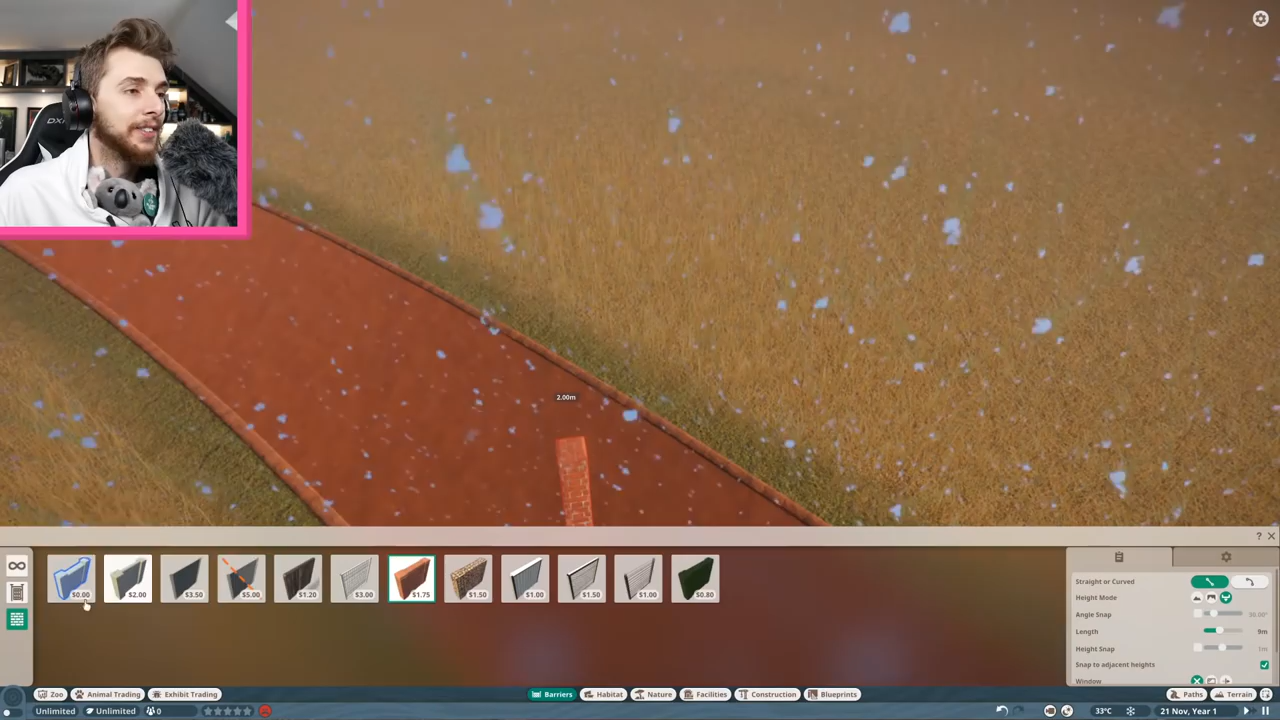 DX
2.00m
?
$0.00
$2.00
$3.50
$5.00
$1.20
$3.00
$1.75
$1.50
$1.00
$1.50
$1.00
$0.80
Straight or Curved
Height Mode
Angle Snap
Length 9m
Height Snap 1m
Snap to adjacent heights
Window
Zoo Animal Trading Exhibit Trading Barriers Habitat Nature Facilities Construction Blueprints Paths Terrain
Unlimited Unlimited 0 33°C 21 Nov, Year 1